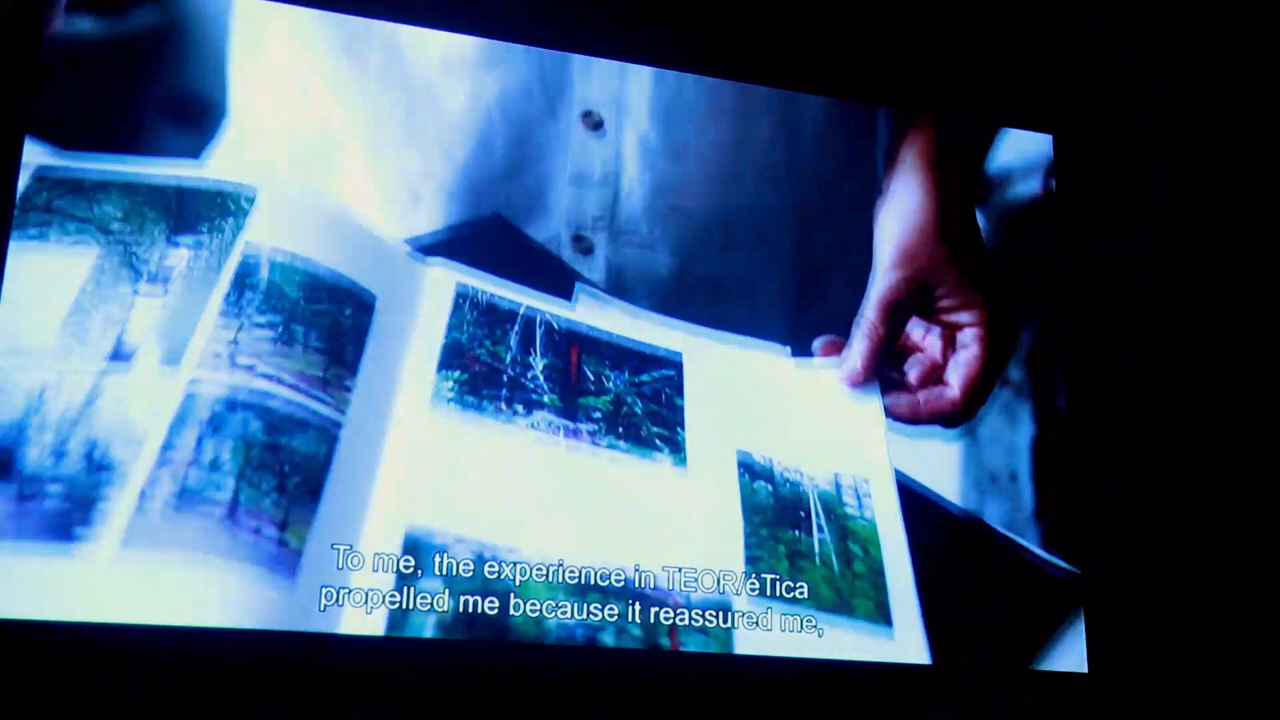 To me, the experience in TEOR/éTica
propelled me because it reassured me,